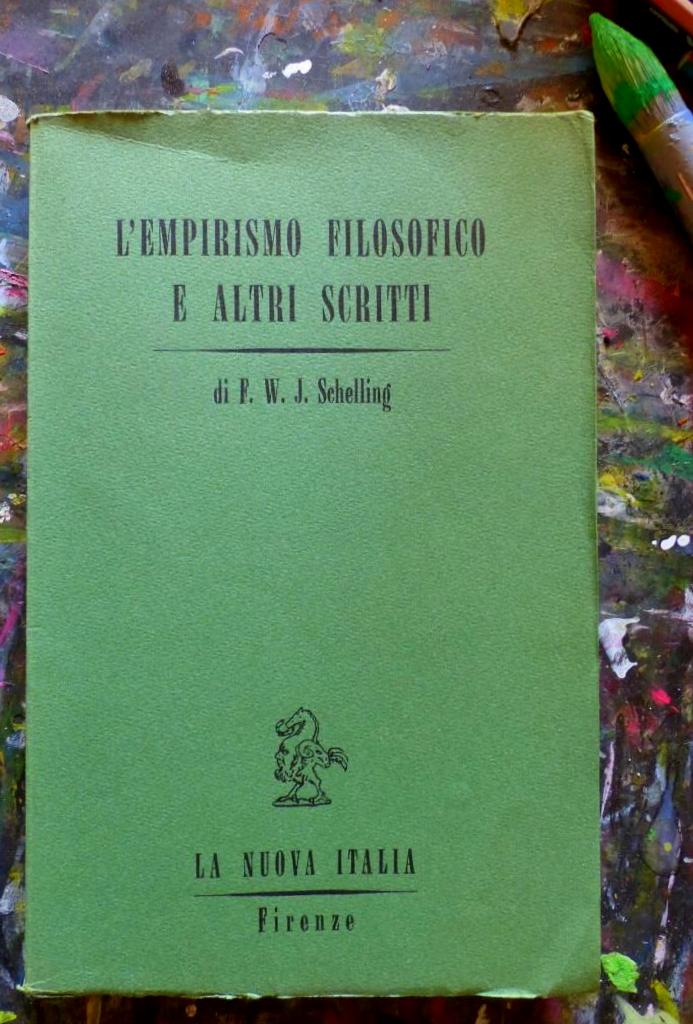 L'EMPIRISMO FILOSOFICO
E ALTRI SCRITTI
di F. W. J. Schelling
LA NUOVA ITALIA
Firenze